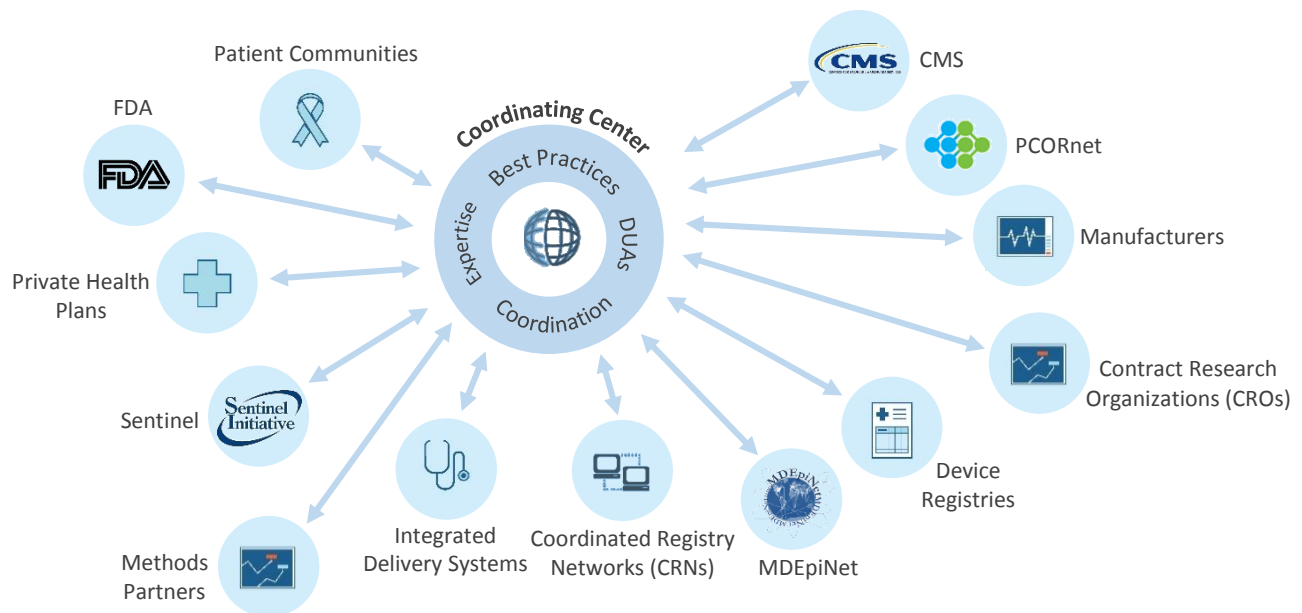 Patient Communities
FDA
FDA
Private Health
Plans
Sentinel
Sentinel
Initiative
Methods
Partners
Integrated
Delivery Systems
Coordinated Registry
Networks (CRNs)
MDEpiNet
MDEpiNet
Device
Registries
Contract Research
Organizations (CROs)
Manufacturers
PCORnet
CMS
CMS
Coordinating Center
Best Practices
DUAs
Coordination
Expertise